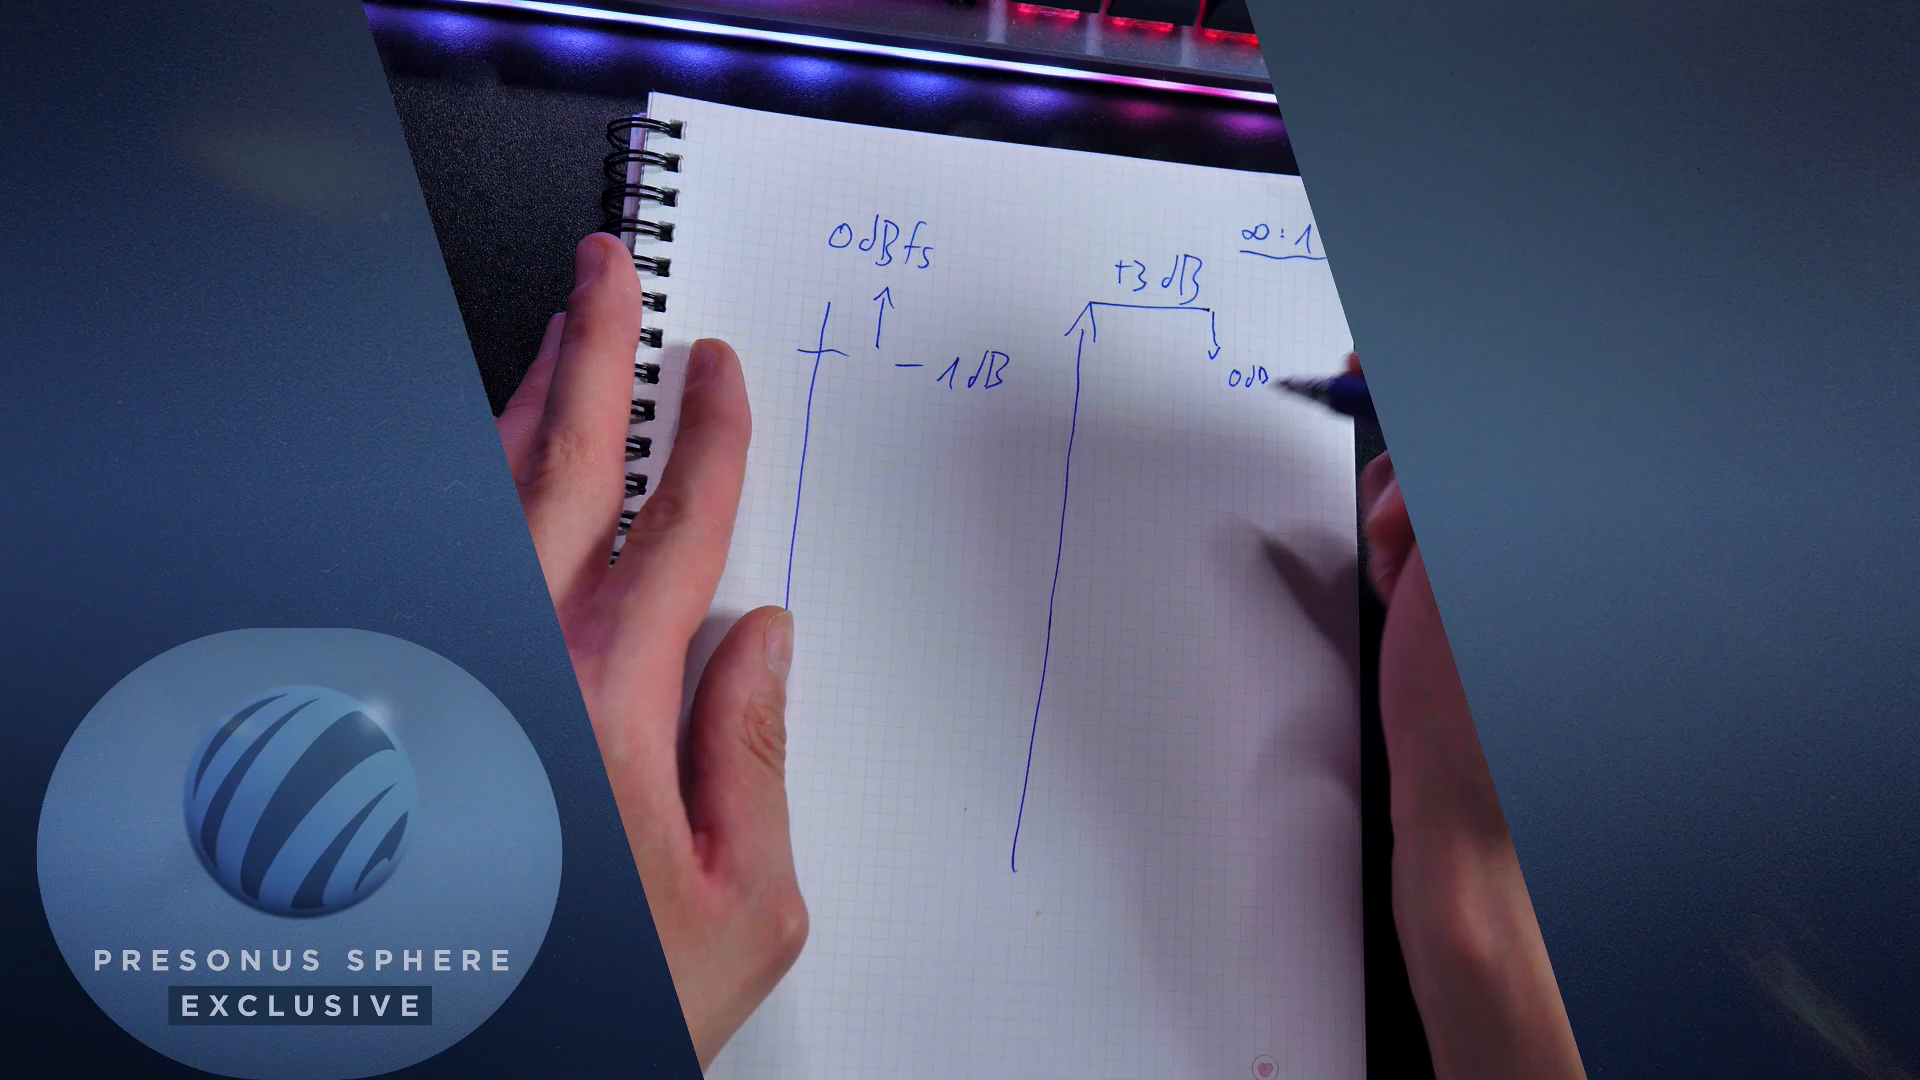 0dBfs
∞:1
+3 dB
-1dB
0dB
PRESONUS SPHERE
EXCLUSIVE